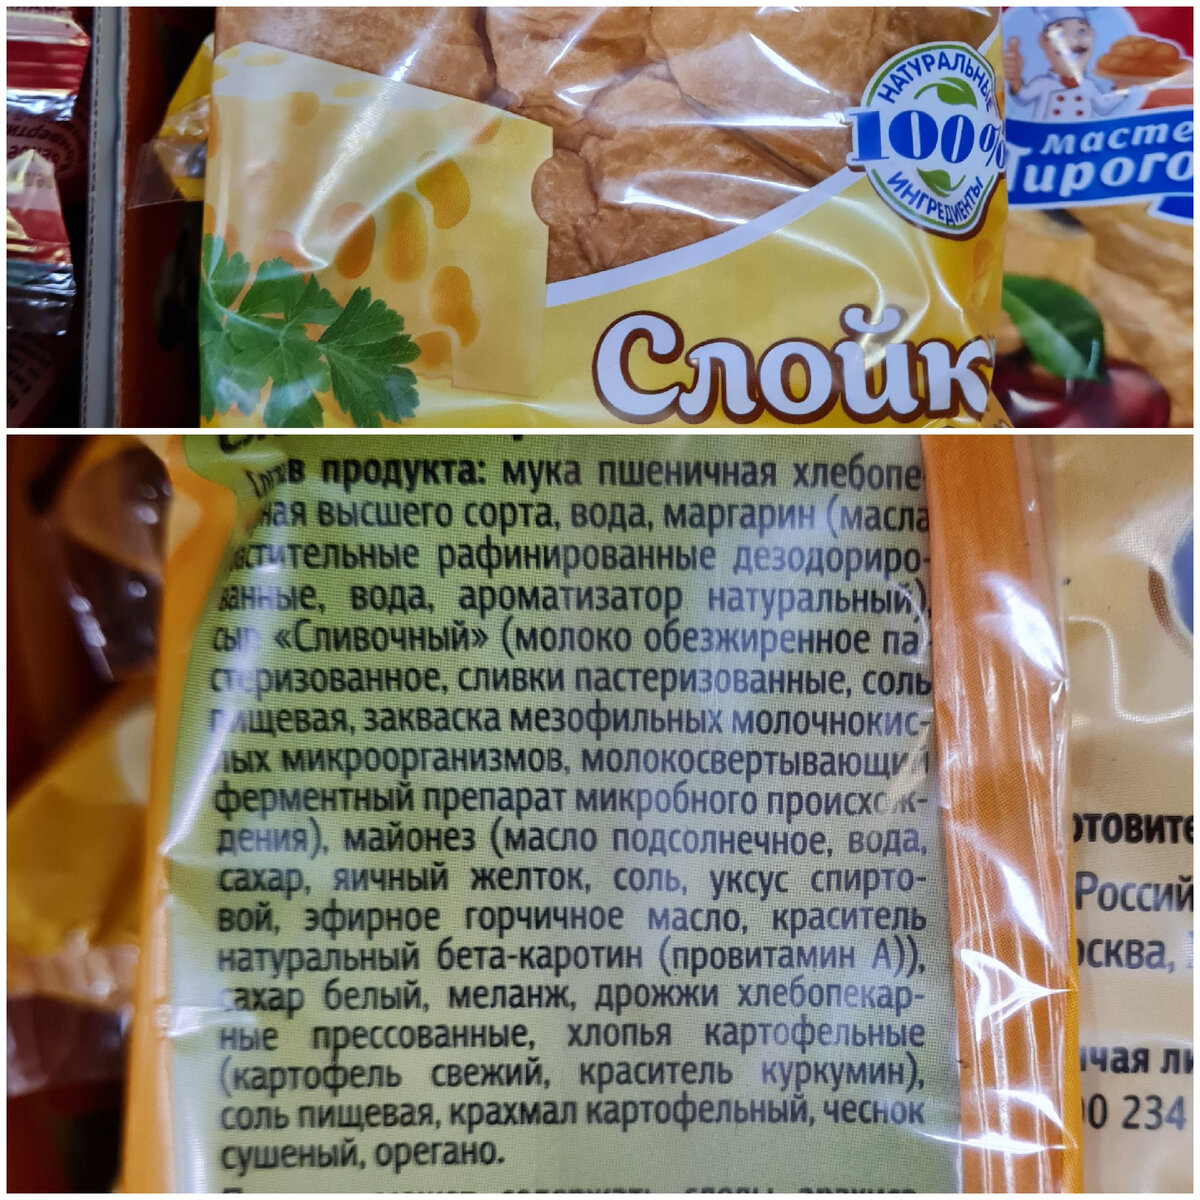 НАТУРАЛЬНЫЕ
100%
ИНГРЕДИЕНТЫ
масте
Пирого
Слойк
в продукта: мука пшеничная хлебопе-
ная высшего сорта, вода, маргарин (масла
растительные рафинированные дезодориро-
ванные, вода, ароматизатор натуральный),
сыр «Сливочный» (молоко обезжиренное па
стеризованное, сливки пастеризованные, соль
пищевая, закваска мезофильных молочнокис-
лых микроорганизмов, молокосвертывающий
ферментный препарат микробного происхож-
дения), майонез (масло подсолнечное, вода,
сахар, яичный желток, соль, уксус спирто-
вой, эфирное горчичное масло, краситель
натуральный бета-каротин (провитамин А)),
сахар белый, меланж, дрожжи хлебопекар-
ные прессованные, хлопья картофельные
(картофель свежий, краситель куркумин),
соль пищевая, крахмал картофельный, чеснок
сушеный, орегано.
отовите
Россий
осква,
ячая ли
00 234